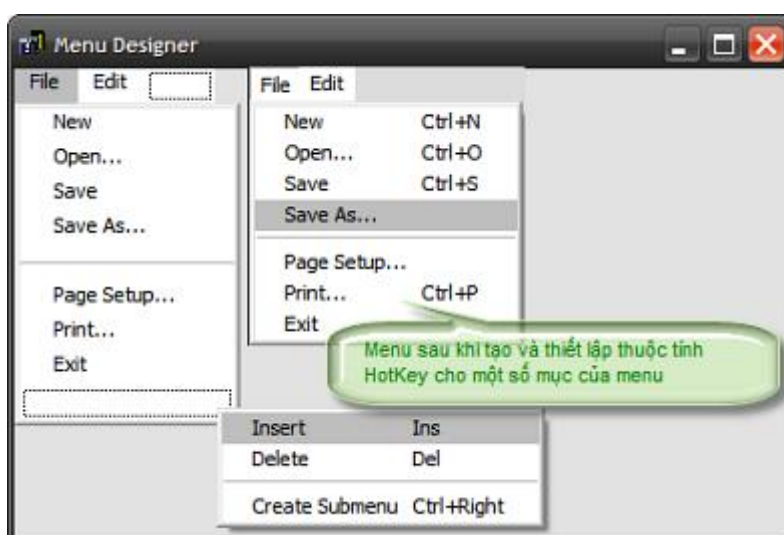 Menu Designer
File Edit
New
Open...
Save
Save As...
Page Setup...
Print...
Exit
File Edit
New Ctrl+N
Open... Ctrl+O
Save Ctrl+S
Save As...
Page Setup...
Print... Ctrl+P
Exit
Menu sau khi tạo và thiết lập thuộc tính
HotKey cho một số mục của menu
Insert Ins
Delete Del
Create Submenu Ctrl+Right